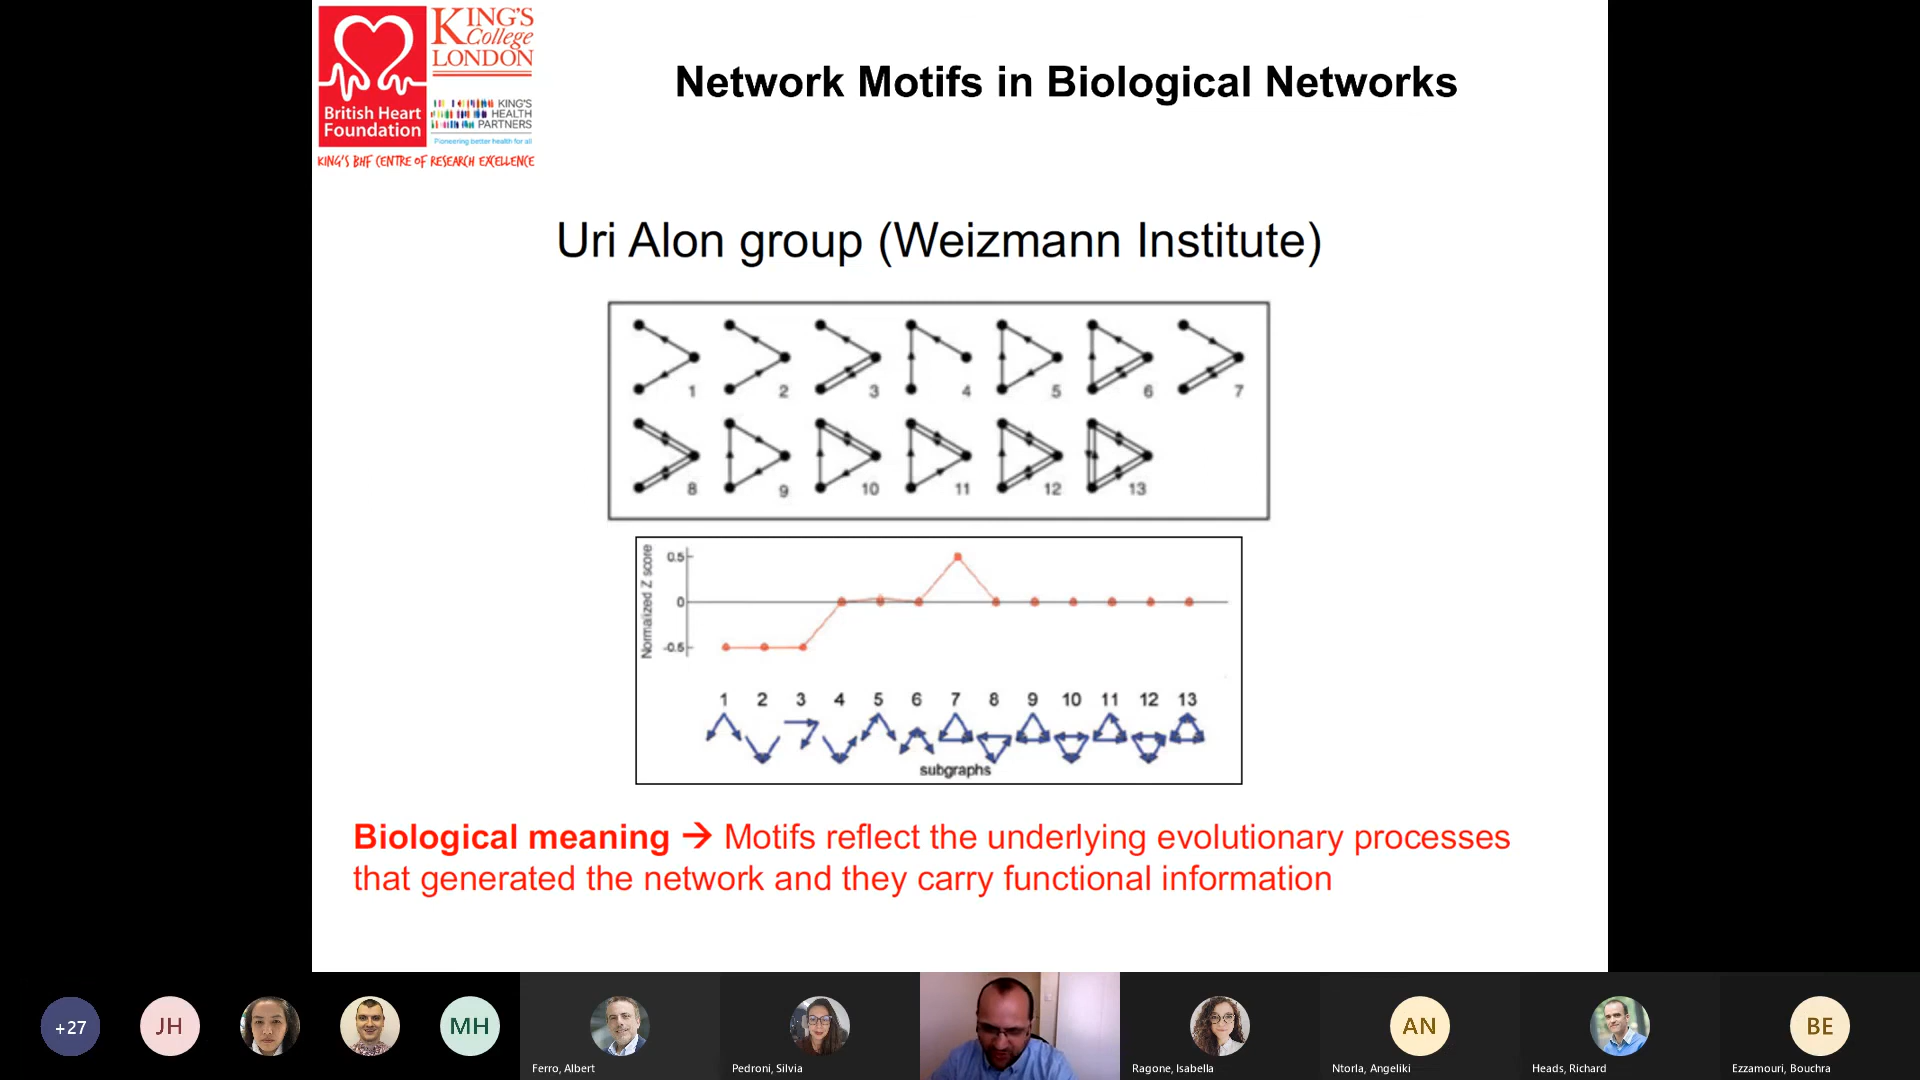 British Heart
Foundation
KING'S
College
LONDON
KING'S
HEALTH
PARTNERS
Pioneering better health for all
KING'S BHF CENTRE OF RESEARCH EXCELLENCE
Network Motifs in Biological Networks
Uri Alon group (Weizmann Institute)
1 2 3 4 5 6 7
8 9 10 11 12 13
Normalized Z score
0.5
0
-0.5
1 2 3 4 5 6 7 8 9 10 11 12 13
subgraphs
Biological meaning → Motifs reflect the underlying evolutionary processes
that generated the network and they carry functional information
+27
JH
MH
Ferro, Albert
Pedroni, Silvia
Ragone, Isabella
AN
Ntorla, Angeliki
Heads, Richard
BE
Ezzamouri, Bouchra